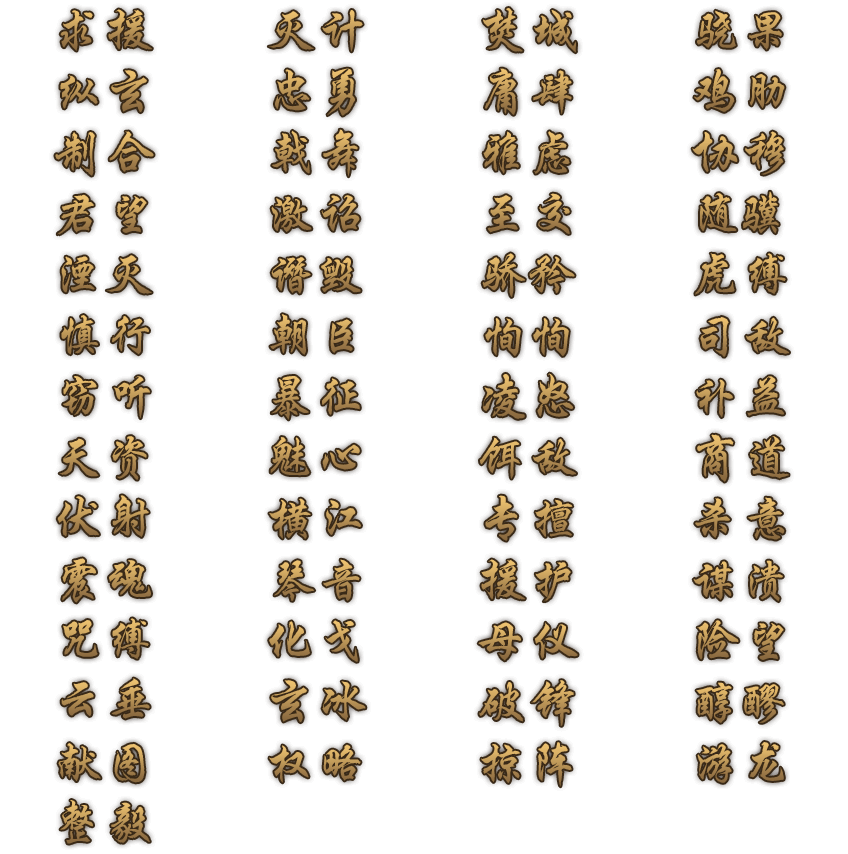 求援 灭计 焚城 骁果
纵玄 忠勇 庸肆 鸡肋
制合 戟舞 雅虑 协穆
君望 激诏 至交 随骥
湮灭 谮毁 骄矜 虎缚
慎行 朝臣 怕恂 司敌
窃听 暴征 凌怒 补益
天资 魅心 饵敌 商道
伏射 横江 专擅 杀意
震魂 琴音 援护 谋溃
咒缚 化戈 母仪 险望
云垂 玄冰 破锋 醇醪
献图 权略 掠阵 游龙
整毅